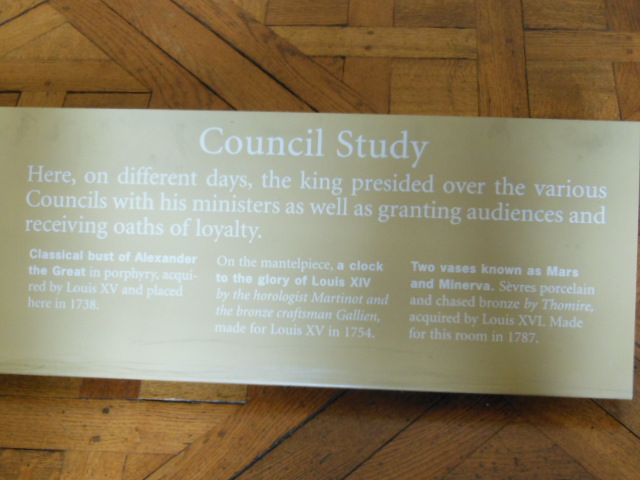 Council Study
Here, on different days, the king presided over the various
Councils with his ministers as well as granting audiences and
receiving oaths of loyalty.
Classical bust of Alexander
the Great in porphyry, acqui-
red by Louis XV and placed
here in 1738.
On the mantelpiece, a clock
to the glory of Louis XIV
by the horologist Martinot and
the bronze craftsman Gallien,
made for Louis XV in 1754.
Two vases known as Mars
and Minerva. Sèvres porcelain
and chased bronze by Thomire,
acquired by Louis XVI. Made
for this room in 1787.